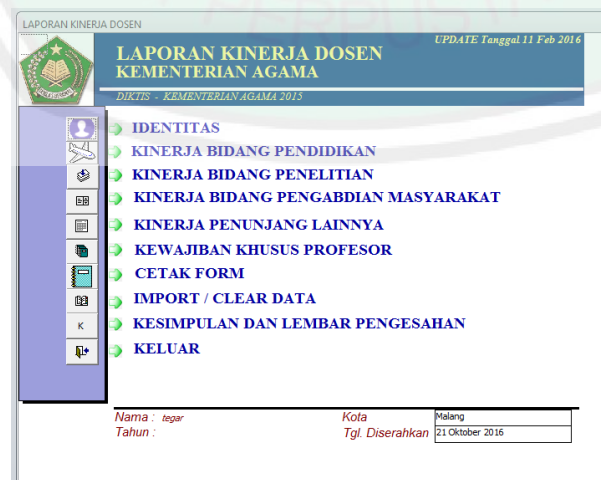 LAPORAN KINERJA DOSEN
UPDATE Tanggal 11 Feb 2016
LAPORAN KINERJA DOSEN
KEMENTERIAN AGAMA
DIKTIS - KEMENTERIAN AGAMA 2015
IDENTITAS
KINERJA BIDANG PENDIDIKAN
KINERJA BIDANG PENELITIAN
KINERJA BIDANG PENGABDIAN MASYARAKAT
KINERJA PENUNJANG LAINNYA
KEWAJIBAN KHUSUS PROFESOR
CETAK FORM
IMPORT / CLEAR DATA
K KESIMPULAN DAN LEMBAR PENGESAHAN
KELUAR
Nama : tegar Kota Malang
Tahun : Tgl. Diserahkan 21 Oktober 2016